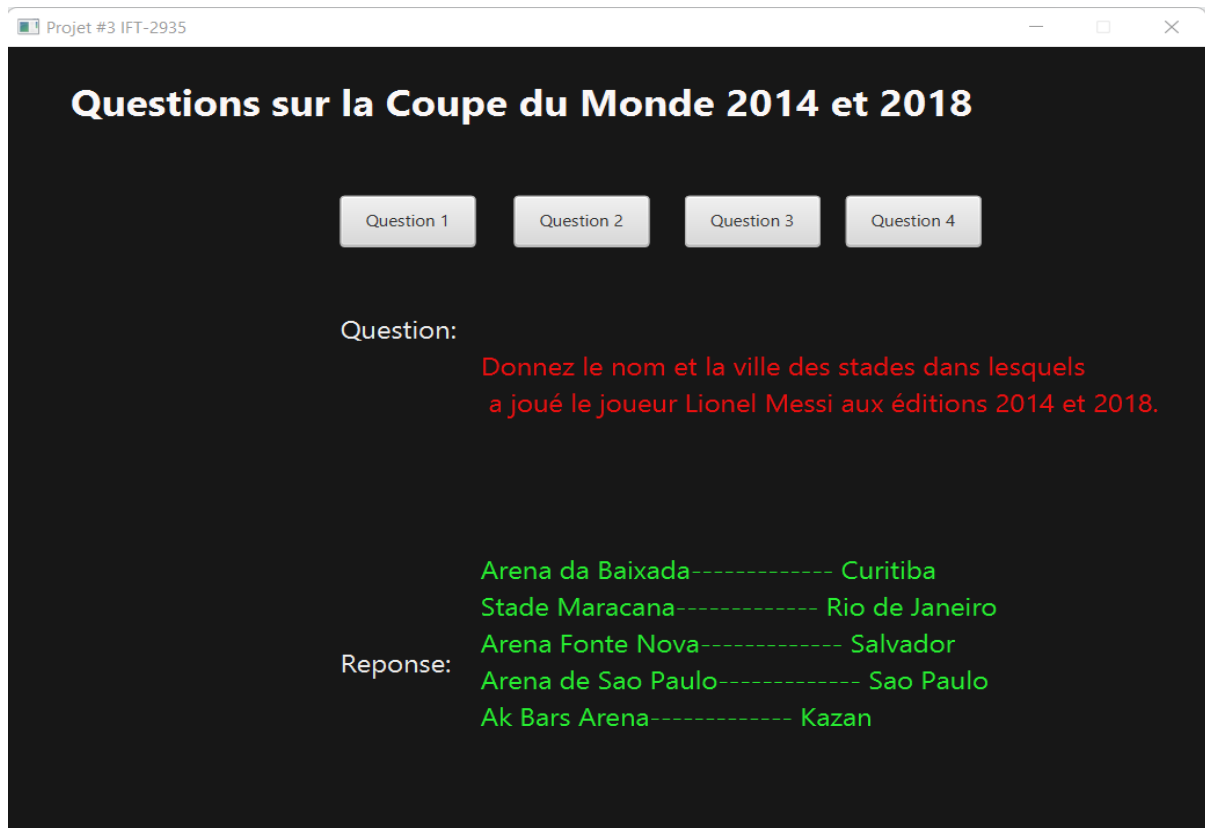 Projet #3 IFT-2935
Questions sur la Coupe du Monde 2014 et 2018
Question 1 Question 2 Question 3 Question 4
Question:
Donnez le nom et la ville des stades dans lesquels
a joué le joueur Lionel Messi aux éditions 2014 et 2018.
Arena da Baixada------------- Curitiba
Stade Maracana------------- Rio de Janeiro
Arena Fonte Nova------------- Salvador
Reponse:
Arena de Sao Paulo------------- Sao Paulo
Ak Bars Arena------------- Kazan